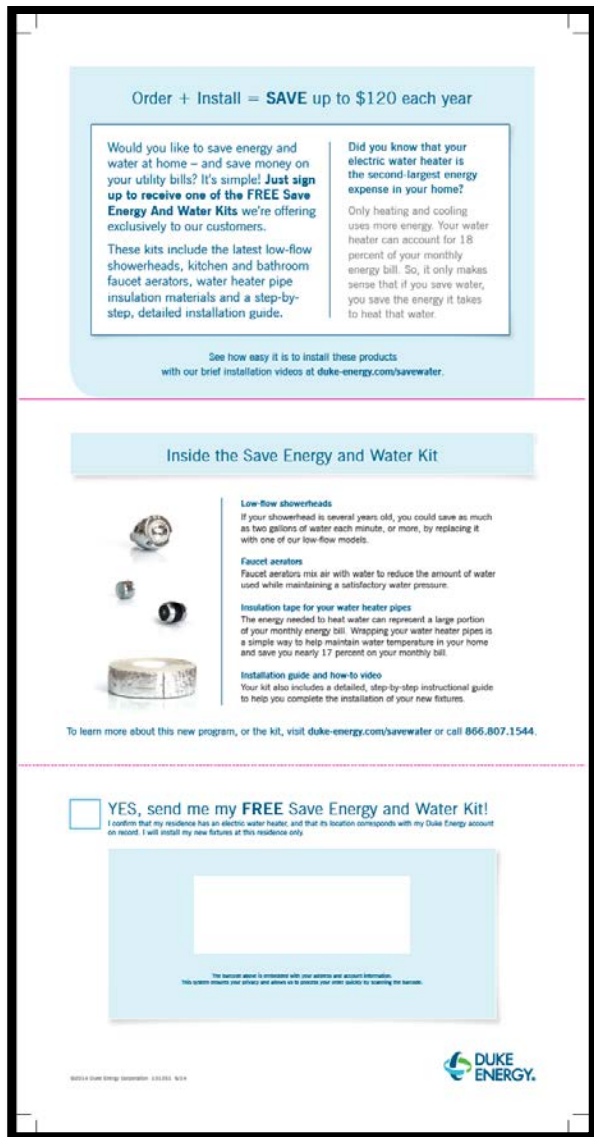 Order + Install = SAVE up to $120 each year
Would you like to save energy and
water at home – and save money on
your utility bills? It's simple! Just sign
up to receive one of the FREE Save
Energy And Water Kits we're offering
exclusively to our customers.
These kits include the latest low-flow
showerheads, kitchen and bathroom
faucet aerators, water heater pipe
insulation materials and a step-by-
step, detailed installation guide.
Did you know that your
electric water heater is
the second-largest energy
expense in your home?
Only heating and cooling
uses more energy. Your water
heater can account for 18
percent of your monthly
energy bill. So, it only makes
sense that if you save water,
you save the energy it takes
to heat that water.
See how easy it is to install these products
with our brief installation videos at duke-energy.com/savewater.
Inside the Save Energy and Water Kit
Low-flow showerheads
If your showerhead is several years old, you could save as much
as two gallons of water each minute, or more, by replacing it
with one of our low-flow models.
Faucet aerators
Faucet aerators mix air with water to reduce the amount of water
used while maintaining a satisfactory water pressure.
Insulation tape for your water heater pipes
The energy needed to heat water can represent a large portion
of your monthly energy bill. Wrapping your water heater pipes is
a simple way to help maintain water temperature in your home
and save you nearly 17 percent on your monthly bill.
Installation guide and how-to video
Your kit also includes a detailed, step-by-step instructional guide
to help you complete the installation of your new fixtures.
To learn more about this new program, or the kit, visit duke-energy.com/savewater or call 866.807.1544.
YES, send me my FREE Save Energy and Water Kit!
I confirm that my residence has an electric water heater, and that its location corresponds with my Duke Energy account
on record. I will install my new fixtures at this residence only.
The barcode above is embedded with your address and account information.
This system ensures your privacy and allows us to process your order quickly by scanning the barcode.
©2014 Duke Energy Corporation 9/14
DUKE
ENERGY.